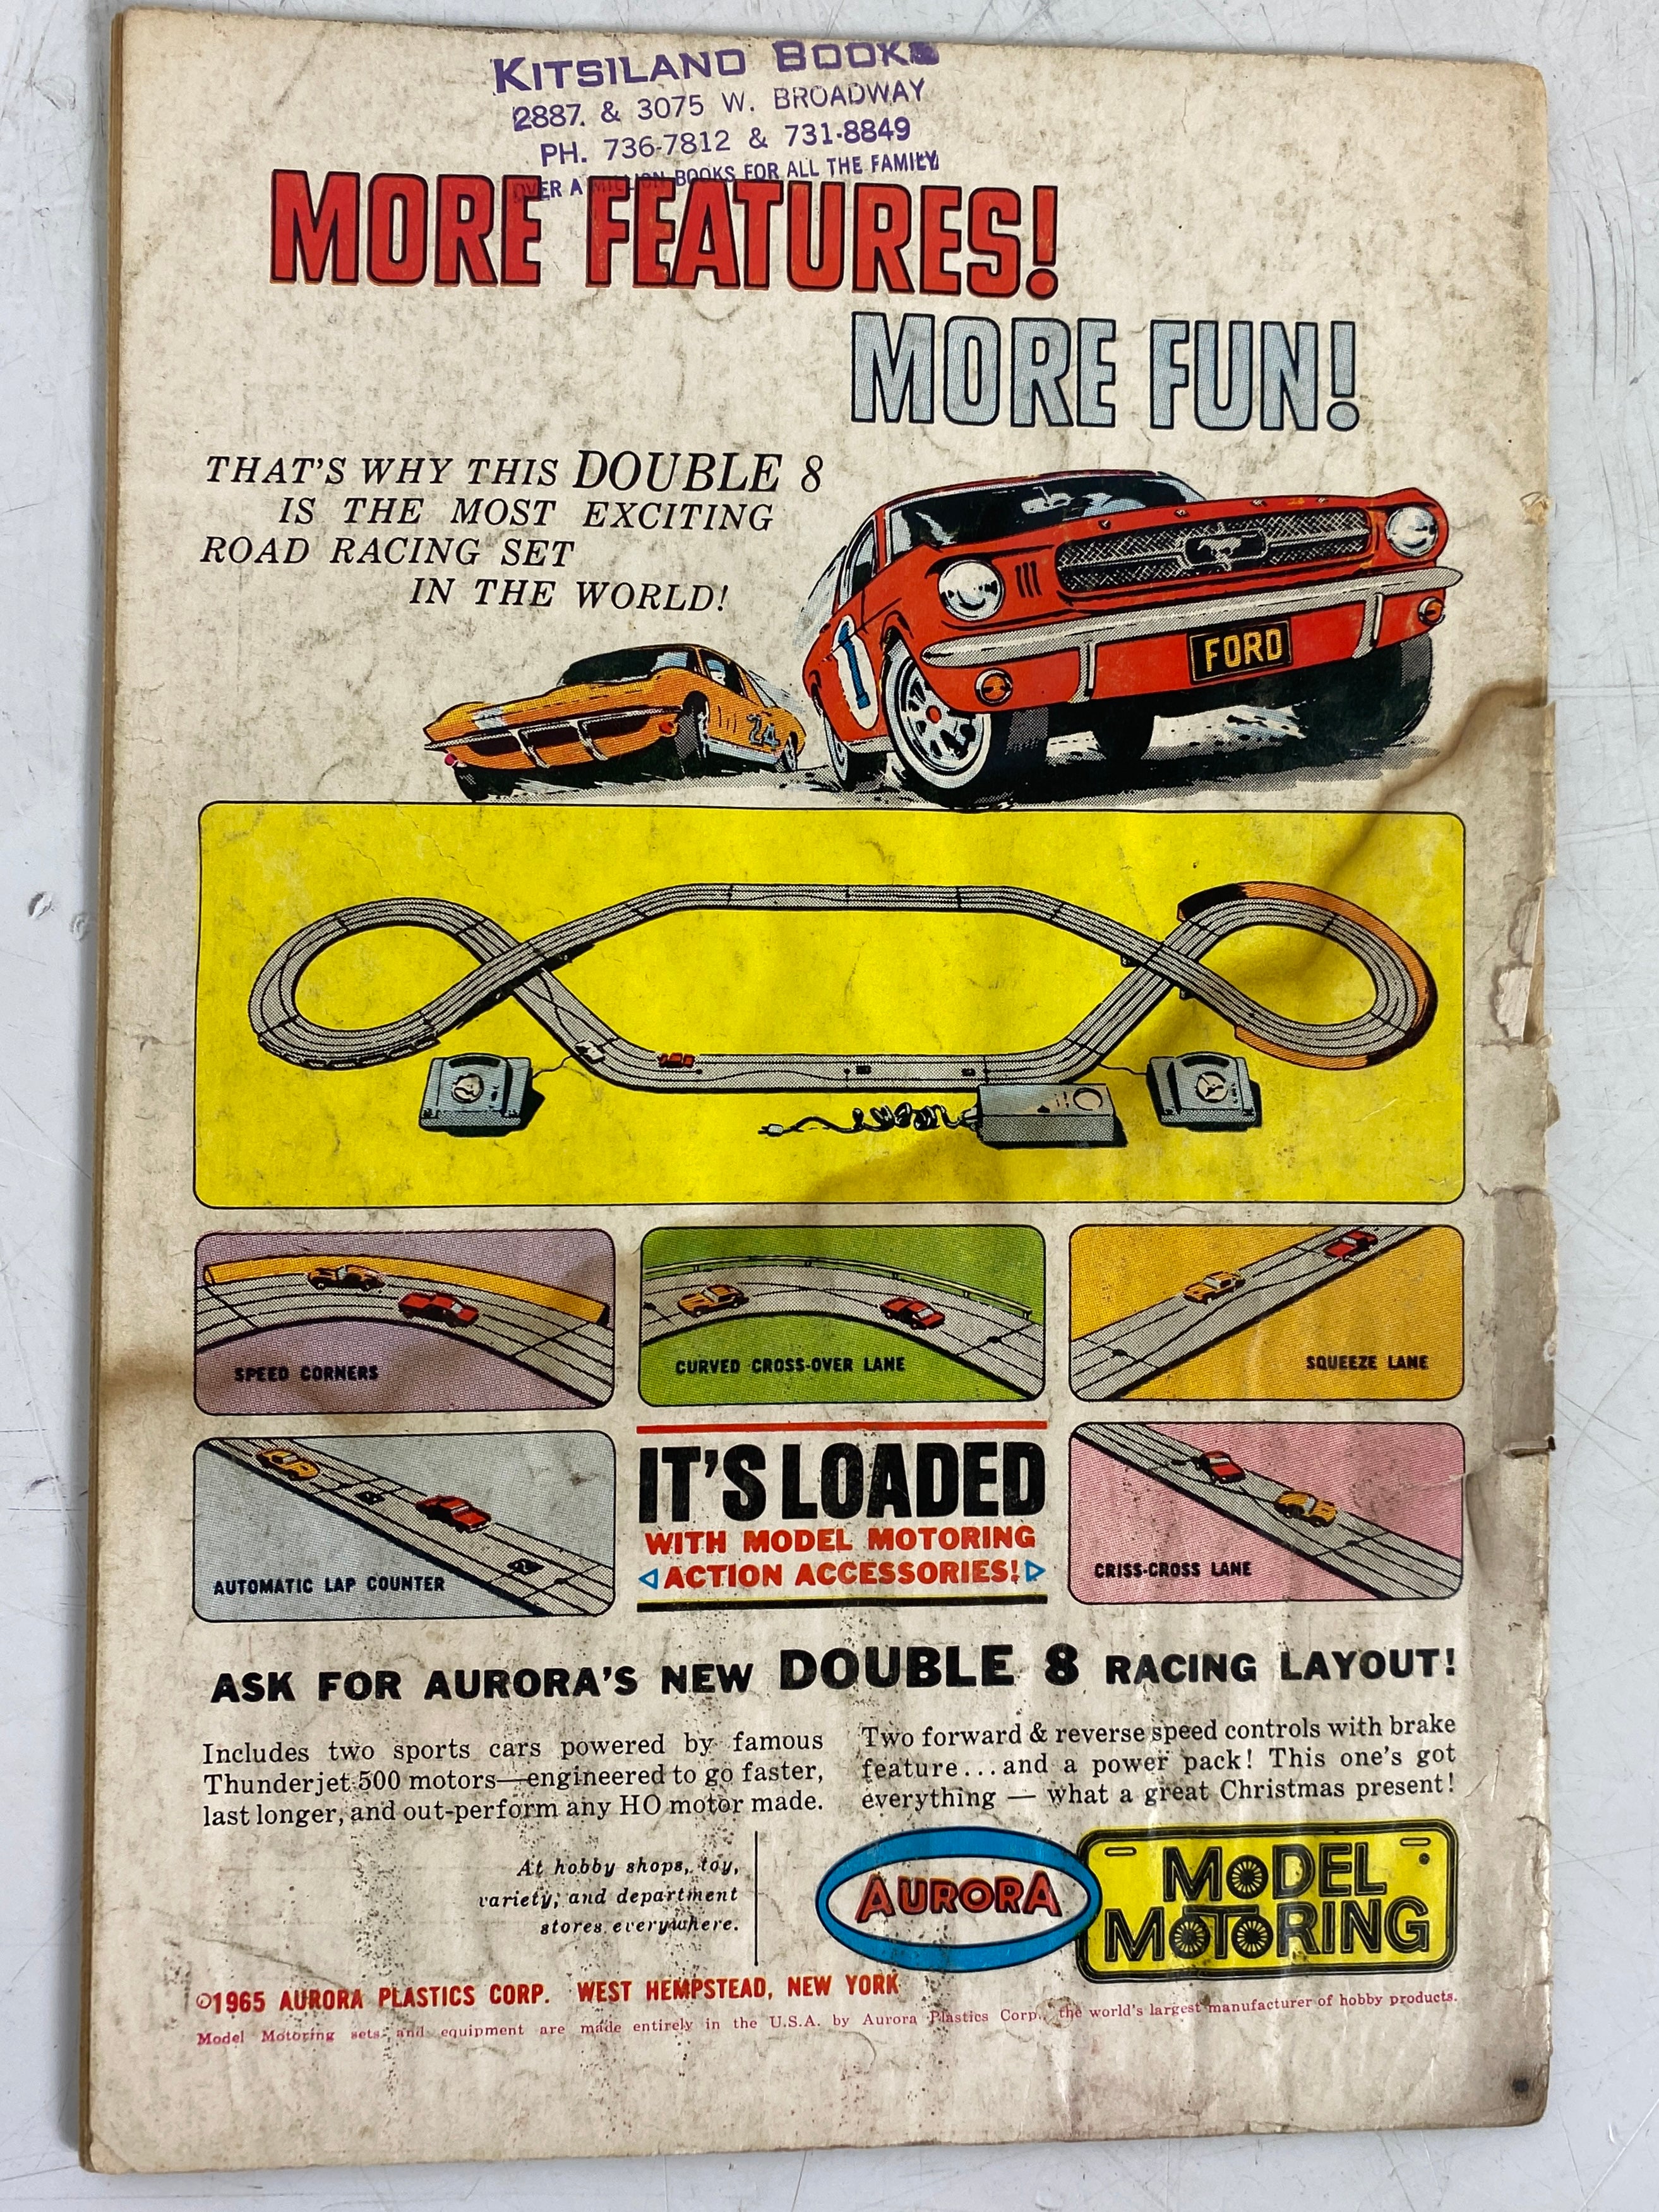 KITSILAND BOOKS
2887. & 3075 W. BROADWAY
PH. 736-7812 & 731-8849
OVER A MILLION BOOKS FOR ALL THE FAMILY
MORE FEATURES!
MORE FUN!
THAT'S WHY THIS DOUBLE 8
IS THE MOST EXCITING
ROAD RACING SET
IN THE WORLD!
FORD
1
24
SPEED CORNERS
CURVED CROSS-OVER LANE
SQUEEZE LANE
AUTOMATIC LAP COUNTER
IT'S LOADED
WITH MODEL MOTORING
ACTION ACCESSORIES!
CRISS-CROSS LANE
ASK FOR AURORA'S NEW DOUBLE 8 RACING LAYOUT!
Includes two sports cars powered by famous
Thunderjet 500 motors—engineered to go faster,
last longer, and out-perform any HO motor made.
Two forward & reverse speed controls with brake
feature...and a power pack! This one's got
everything — what a great Christmas present!
At hobby shops, toy,
variety, and department
stores everywhere.
AURORA
MODEL
MOTORING
©1965 AURORA PLASTICS CORP. WEST HEMPSTEAD, NEW YORK
Model Motoring sets and equipment are made entirely in the U.S.A. by Aurora Plastics Corp., the world's largest manufacturer of hobby products.